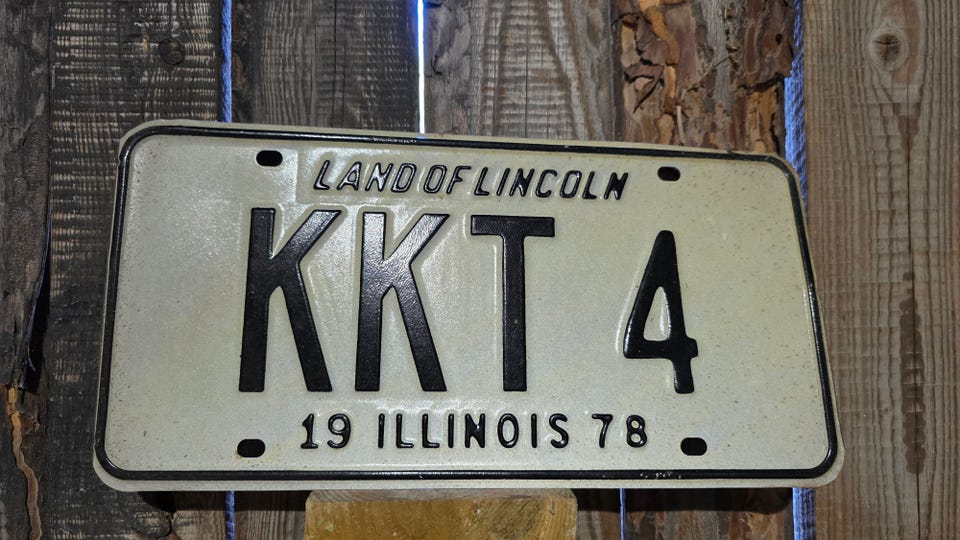 LAND OF LINCOLN
KKT 4
19 ILLINOIS 78